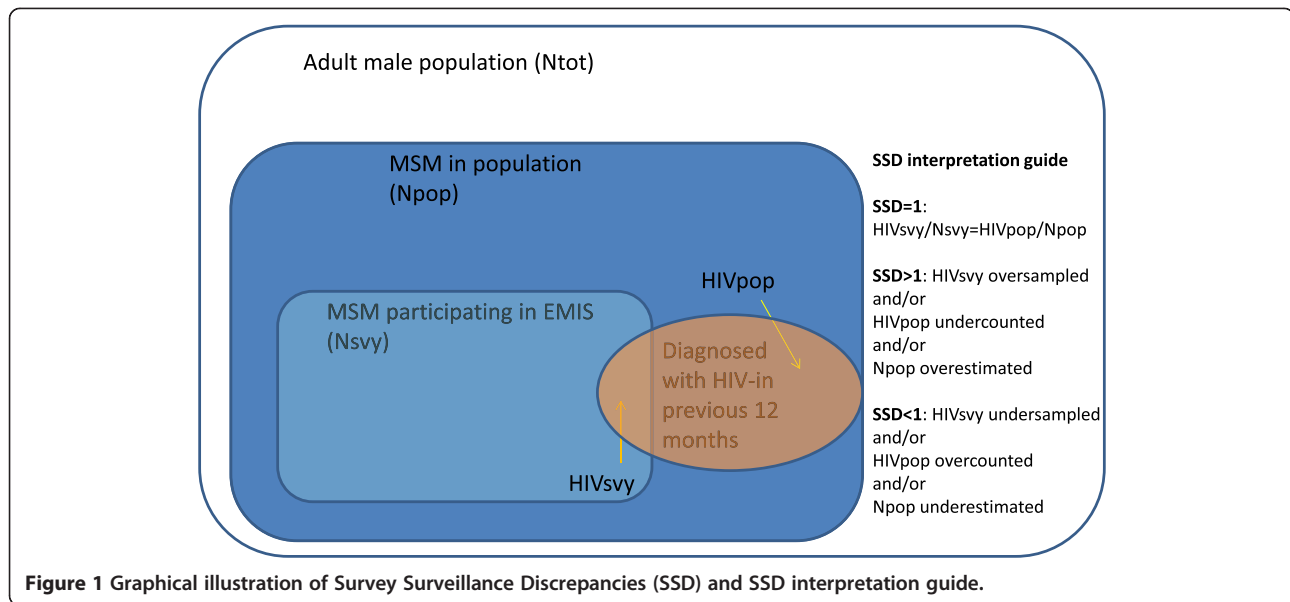 Adult male population (Ntot)
MSM in population
(Npop)
MSM participating in EMIS
(Nsvy)
HIVpop
Diagnosed
with HIV-in
previous 12
months
HIVsvy
SSD interpretation guide
SSD=1:
HIVsvy/Nsvy=HIVpop/Npop
SSD>1: HIVsvy oversampled
and/or
HIVpop undercounted
and/or
Npop overestimated
SSD<1: HIVsvy undersampled
and/or
HIVpop overcounted
and/or
Npop underestimated
Figure 1 Graphical illustration of Survey Surveillance Discrepancies (SSD) and SSD interpretation guide.